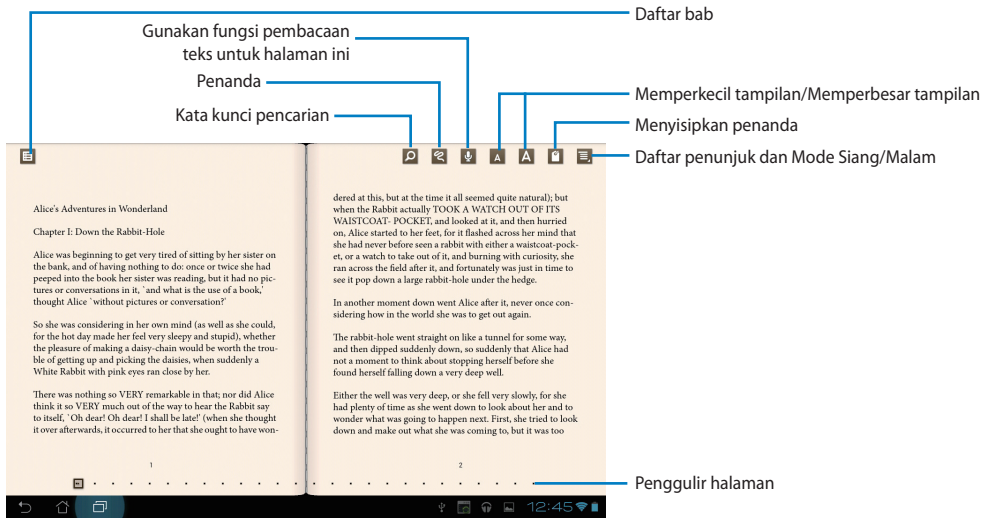 Daftar bab
Gunakan fungsi pembacaan
teks untuk halaman ini
Penanda
Kata kunci pencarian
Memperkecil tampilan/Memperbesar tampilan
Menyisipkan penanda
Daftar penunjuk dan Mode Siang/Malam
A
A
Alice's Adventures in Wonderland
Chapter I: Down the Rabbit-Hole
Alice was beginning to get very tired of sitting by her sister on
the bank, and of having nothing to do: once or twice she had
peeped into the book her sister was reading, but it had no pic-
tures or conversations in it, `and what is the use of a book,'
thought Alice `without pictures or conversation?'
So she was considering in her own mind (as well as she could,
for the hot day made her feel very sleepy and stupid), whether
the pleasure of making a daisy-chain would be worth the trou-
ble of getting up and picking the daisies, when suddenly a
White Rabbit with pink eyes ran close by her.
There was nothing so VERY remarkable in that; nor did Alice
think it so VERY much out of the way to hear the Rabbit say
to itself, `Oh dear! Oh dear! I shall be late!' (when she thought
it over afterwards, it occurred to her that she ought to have won-
1
dered at this, but at the time it all seemed quite natural); but
when the Rabbit actually TOOK A WATCH OUT OF ITS
WAISTCOAT- POCKET, and looked at it, and then hurried
on, Alice started to her feet, for it flashed across her mind that
she had never before seen a rabbit with either a waistcoat-pock-
et, or a watch to take out of it, and burning with curiosity, she
ran across the field after it, and fortunately was just in time to
see it pop down a large rabbit-hole under the hedge.
In another moment down went Alice after it, never once con-
sidering how in the world she was to get out again.
The rabbit-hole went straight on like a tunnel for some way,
and then dipped suddenly down, so suddenly that Alice had
not a moment to think about stopping herself before she
found herself falling down a very deep well.
Either the well was very deep, or she fell very slowly, for she
had plenty of time as she went down to look about her and to
wonder what was going to happen next. First, she tried to look
down and make out what she was coming to, but it was too
2
Penggulir halaman
12:45